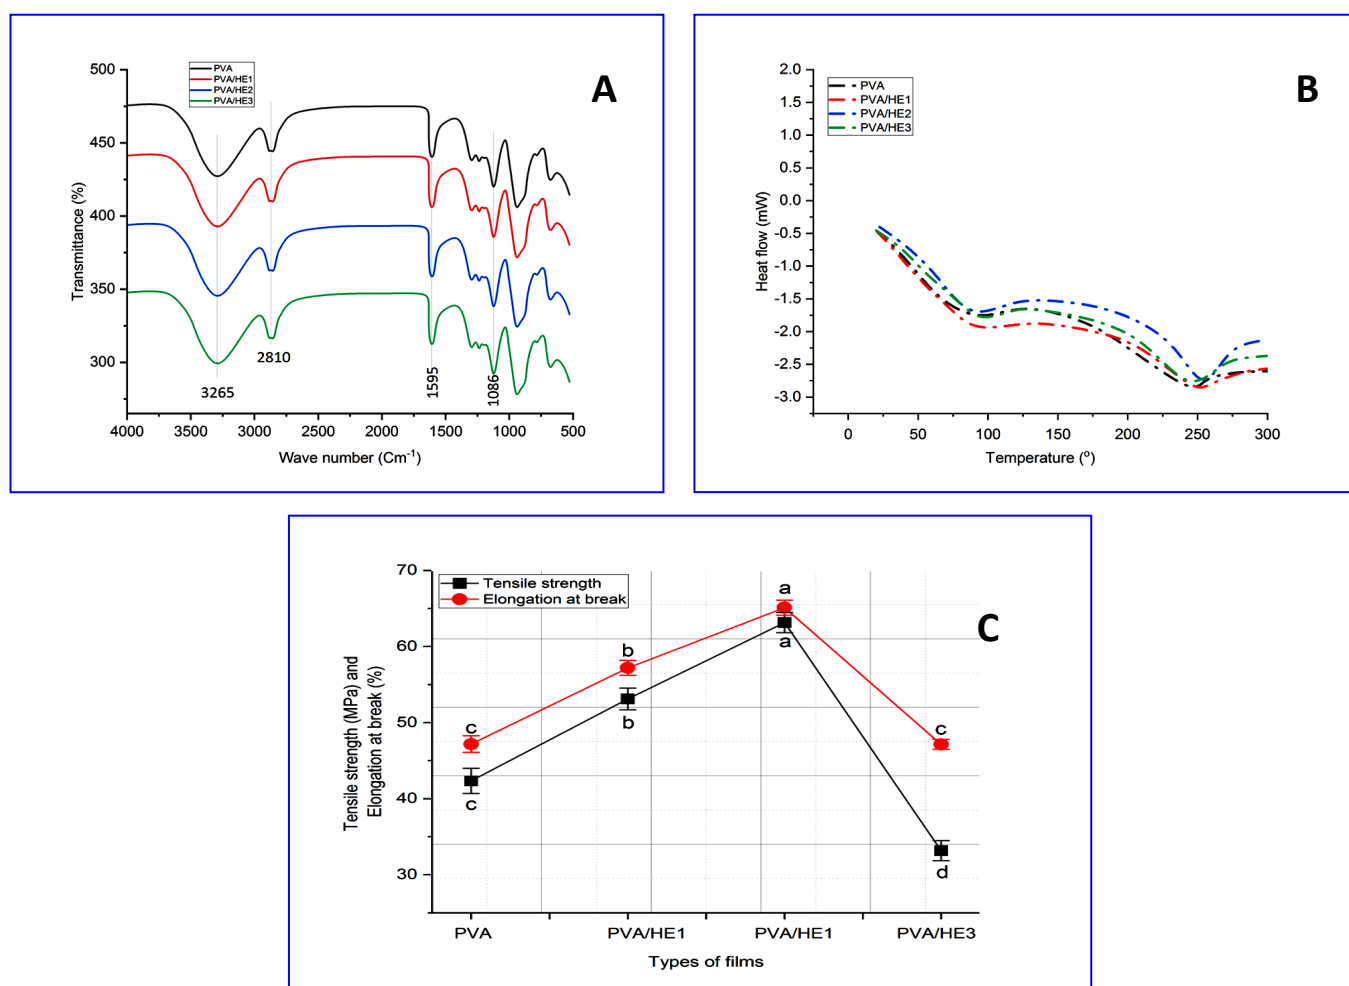 A
500
450
400
350
300
Transmittance (%)
PVA
PVA/HE1
PVA/HE2
PVA/HE3
3265
2810
1595
1086
4000 3500 3000 2500 2000 1500 1000 500
Wave number (Cm⁻¹)
B
2.0
1.5
1.0
0.5
0.0
-0.5
-1.0
-1.5
-2.0
-2.5
-3.0
Heat flow (mW)
PVA
PVA/HE1
PVA/HE2
PVA/HE3
0 50 100 150 200 250 300
Temperature (º)
C
70
60
50
40
30
Tensile strength (MPa) and
Elongation at break (%)
Tensile strength
Elongation at break
a
a
b
b
c
c
c
d
PVA PVA/HE1 PVA/HE1 PVA/HE3
Types of films